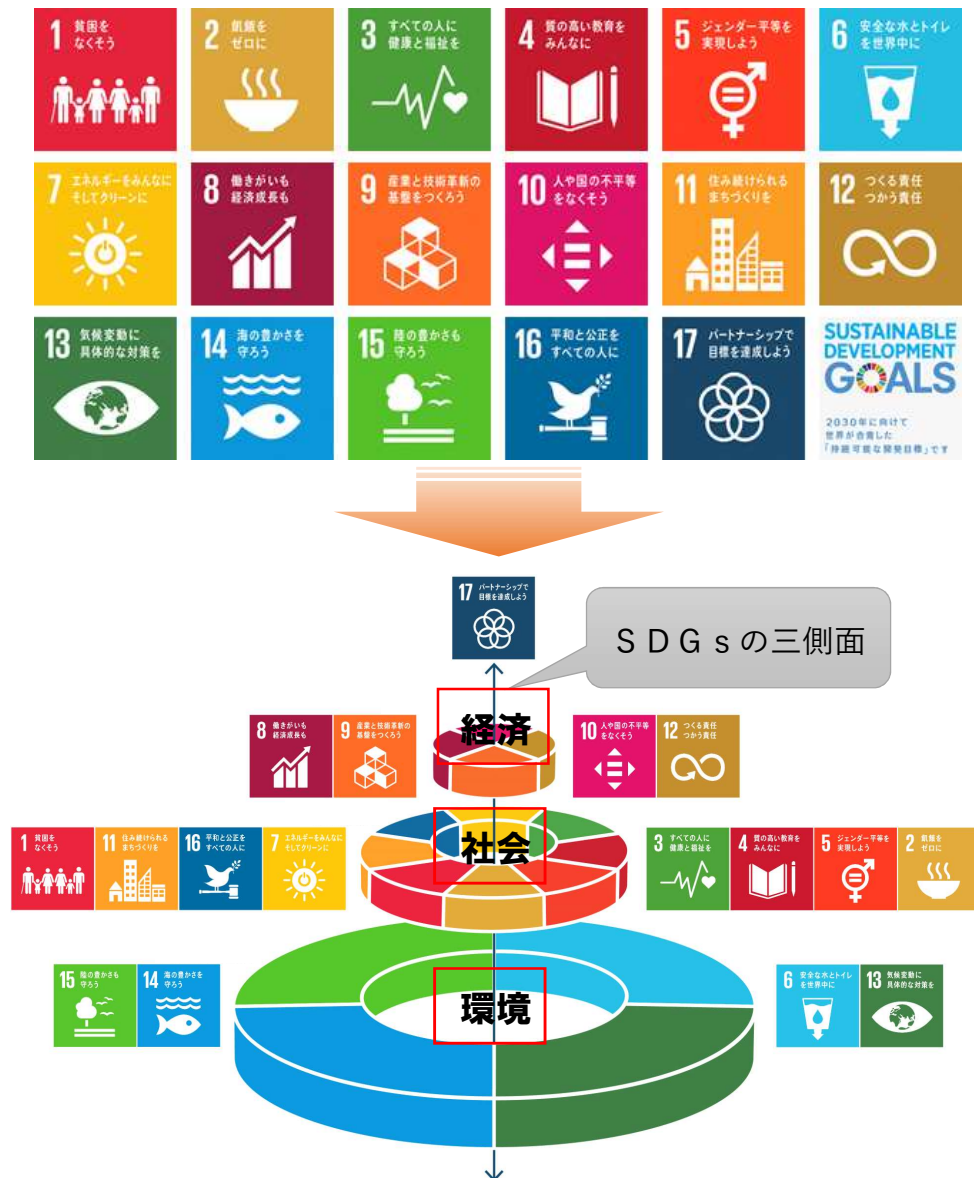 1 貧困を
なくそう
2 飢餓を
ゼロに
3 すべての人に
健康と福祉を
4 質の高い教育を
みんなに
5 ジェンダー平等を
実現しよう
6 安全な水とトイレ
を世界中に
7 エネルギーをみんなに
そしてクリーンに
8 働きがいも
経済成長も
9 産業と技術革新の
基盤をつくろう
10 人や国の不平等
をなくそう
11 住み続けられる
まちづくりを
12 つくる責任
つかう責任
13 気候変動に
具体的な対策を
14 海の豊かさを
守ろう
15 陸の豊かさも
守ろう
16 平和と公正を
すべての人に
17 パートナーシップで
目標を達成しよう
SUSTAINABLE
DEVELOPMENT
GOALS
2030年に向けて
世界が合意した
「持続可能な開発目標」です
17 パートナーシップで
目標を達成しよう
ＳＤＧｓの三側面
経済
8 働きがいも
経済成長も
9 産業と技術革新の
基盤をつくろう
10 人や国の不平等
をなくそう
12 つくる責任
つかう責任
社会
1 貧困を
なくそう
11 住み続けられる
まちづくりを
16 平和と公正を
すべての人に
7 エネルギーをみんなに
そしてクリーンに
3 すべての人に
健康と福祉を
4 質の高い教育を
みんなに
5 ジェンダー平等を
実現しよう
2 飢餓を
ゼロに
環境
15 陸の豊かさも
守ろう
14 海の豊かさを
守ろう
6 安全な水とトイレ
を世界中に
13 気候変動に
具体的な対策を